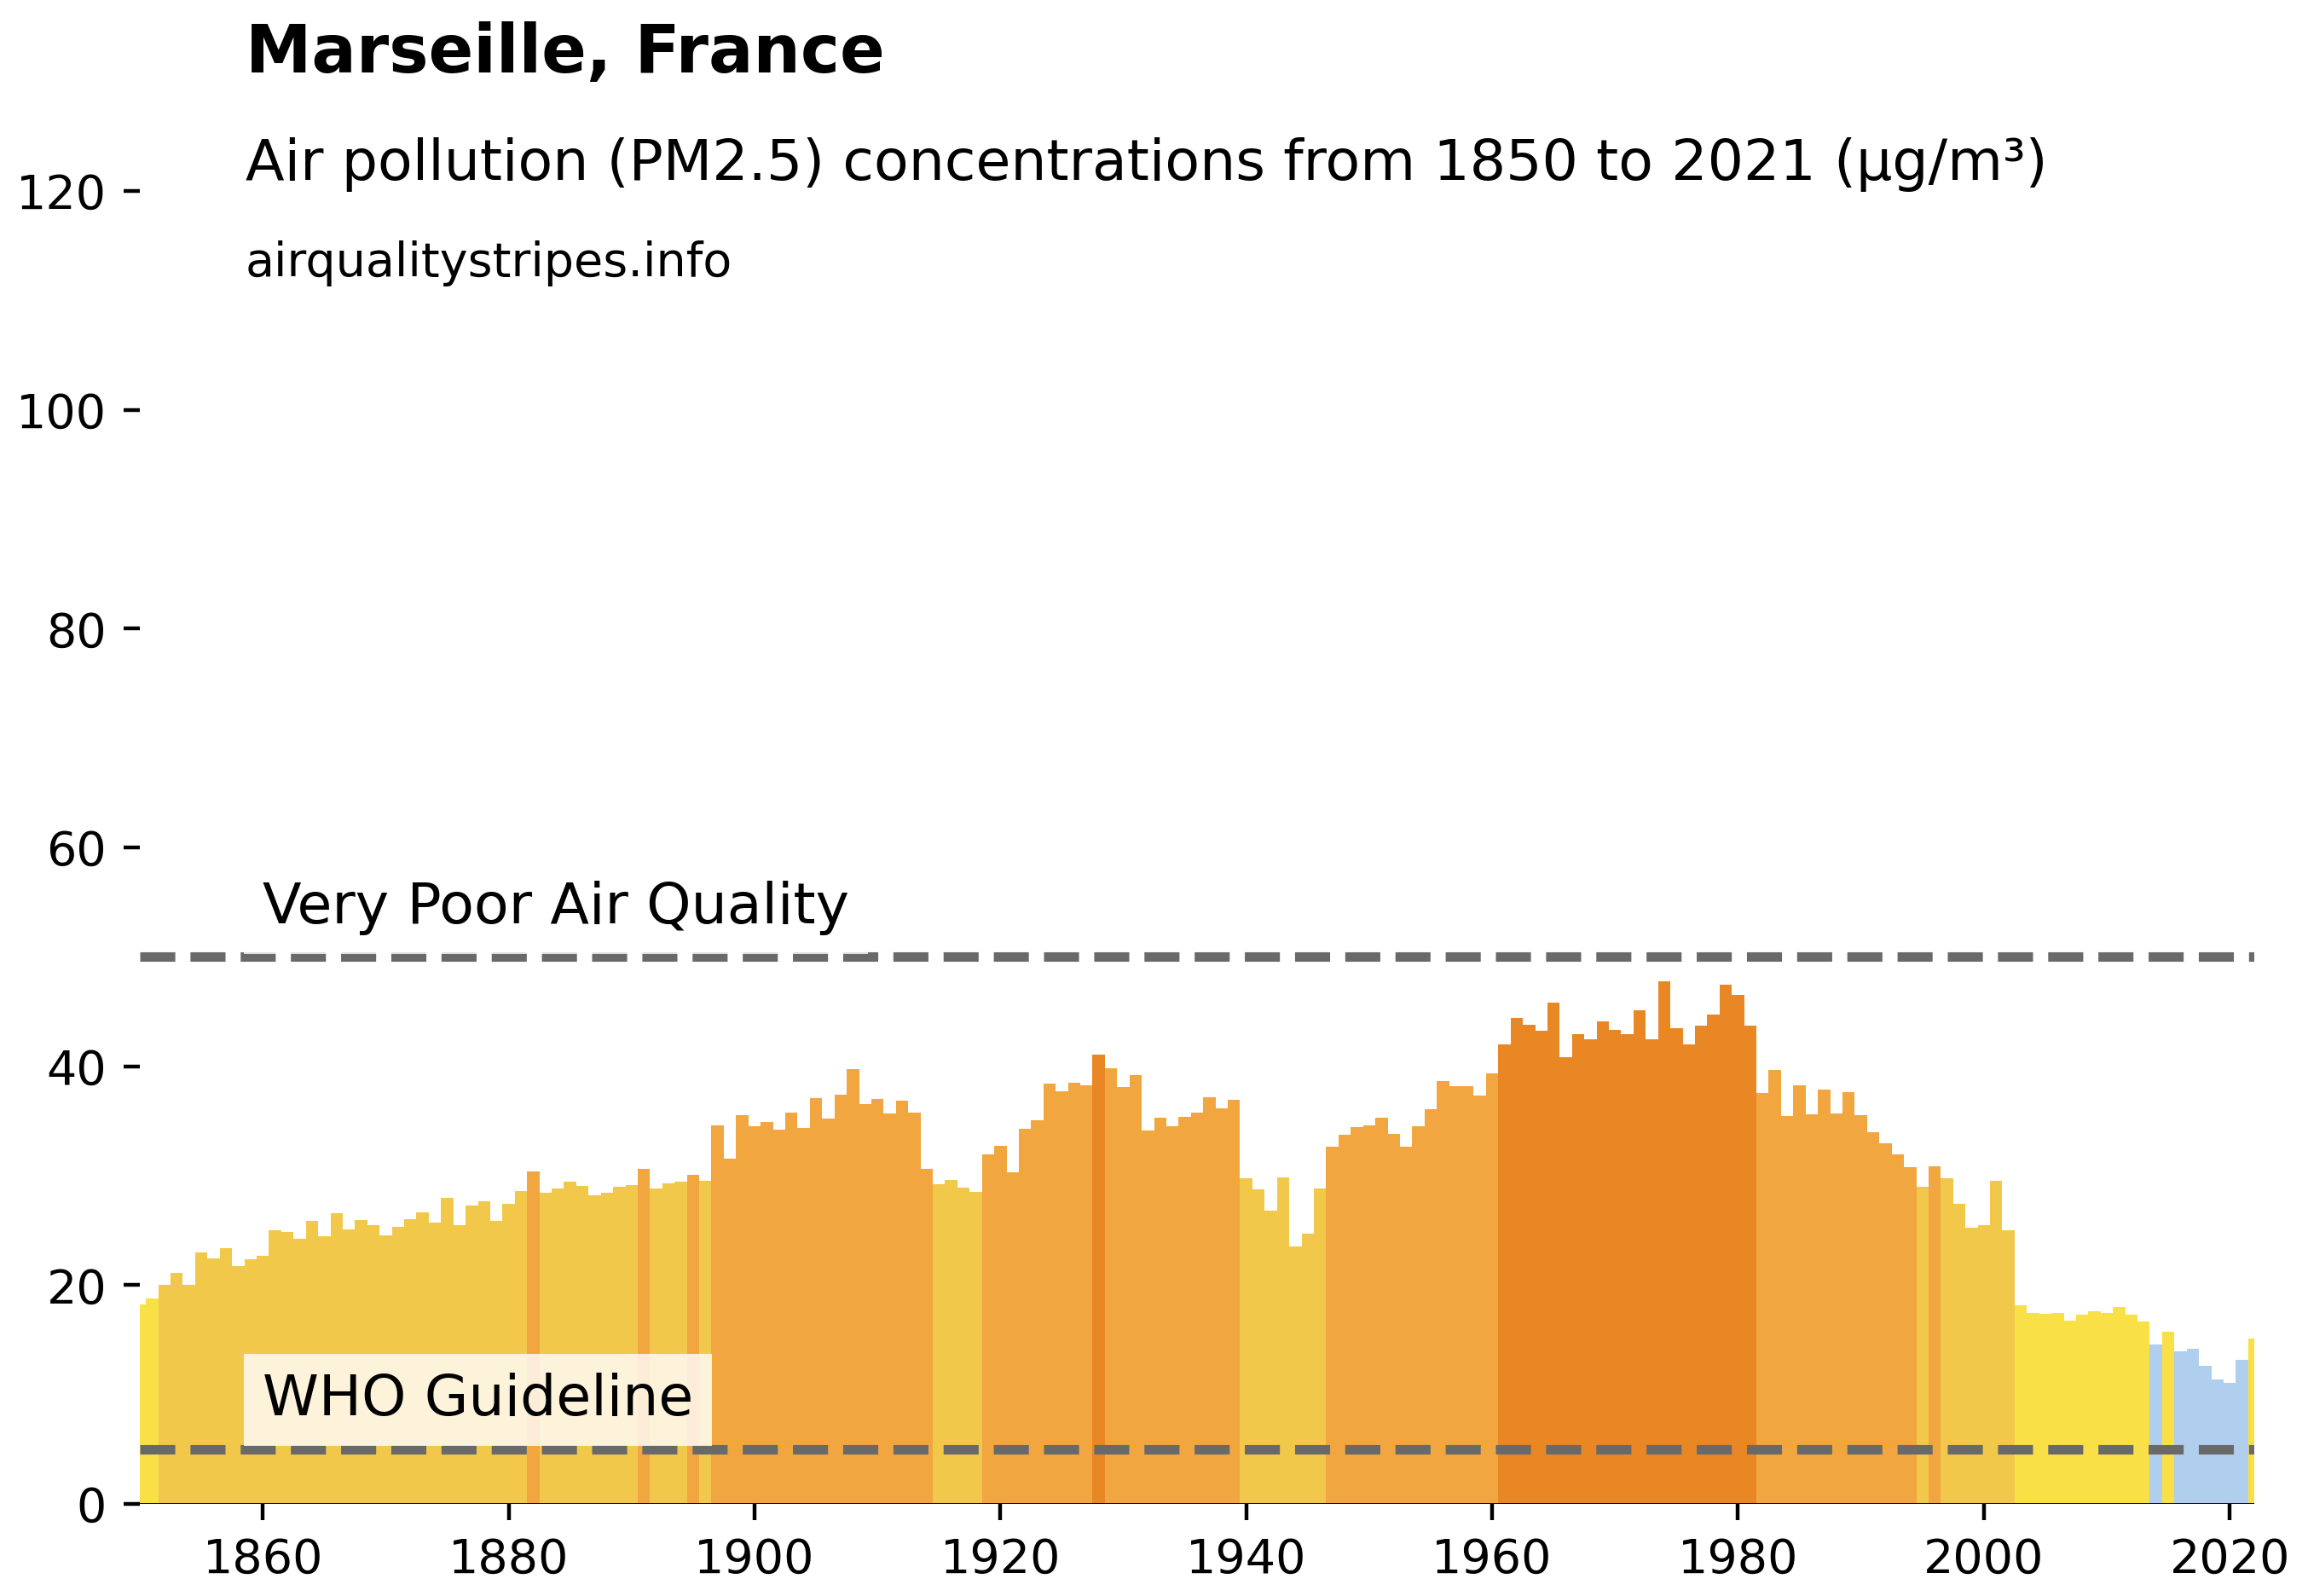 Marseille, France
Air pollution (PM2.5) concentrations from 1850 to 2021 (µg/m³)
120
airqualitystripes.info
100
80
60
Very Poor Air Quality
40
20
WHO Guideline
0
1860 1880 1900 1920 1940 1960 1980 2000 2020